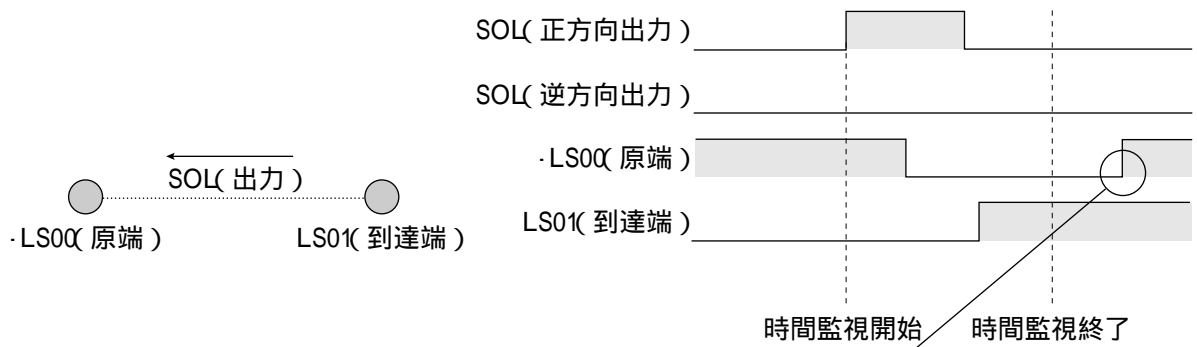 SOL(出力)
·LS00(原端)
LS01(到達端)
SOL(正方向出力)
SOL(逆方向出力)
·LS00(原端)
LS01(到達端)
時間監視開始
時間監視終了